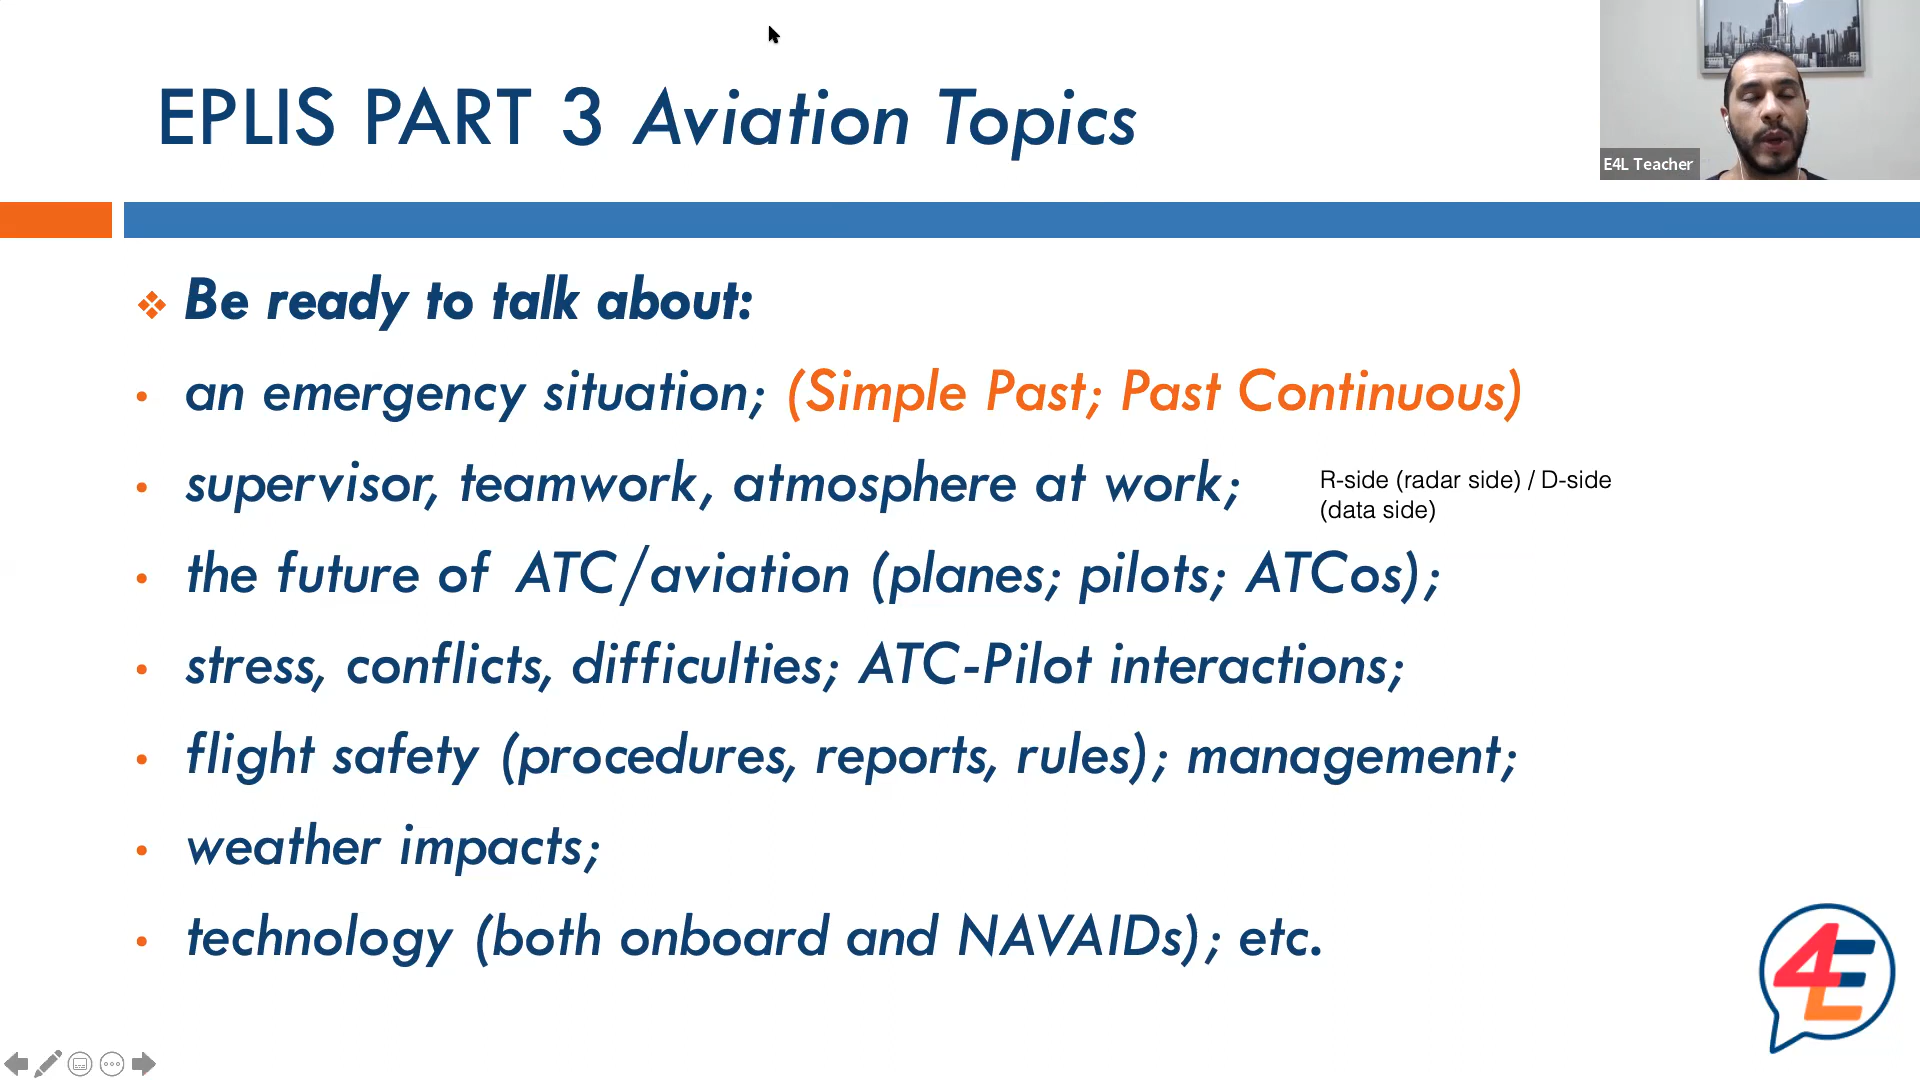 EPLIS PART 3 Aviation Topics
E4L Teacher
Be ready to talk about:
an emergency situation; (Simple Past; Past Continuous)
supervisor, teamwork, atmosphere at work;
R-side (radar side) / D-side
(data side)
the future of ATC/aviation (planes; pilots; ATCos);
stress, conflicts, difficulties; ATC-Pilot interactions;
flight safety (procedures, reports, rules); management;
weather impacts;
technology (both onboard and NAVAIDs); etc.
4EL